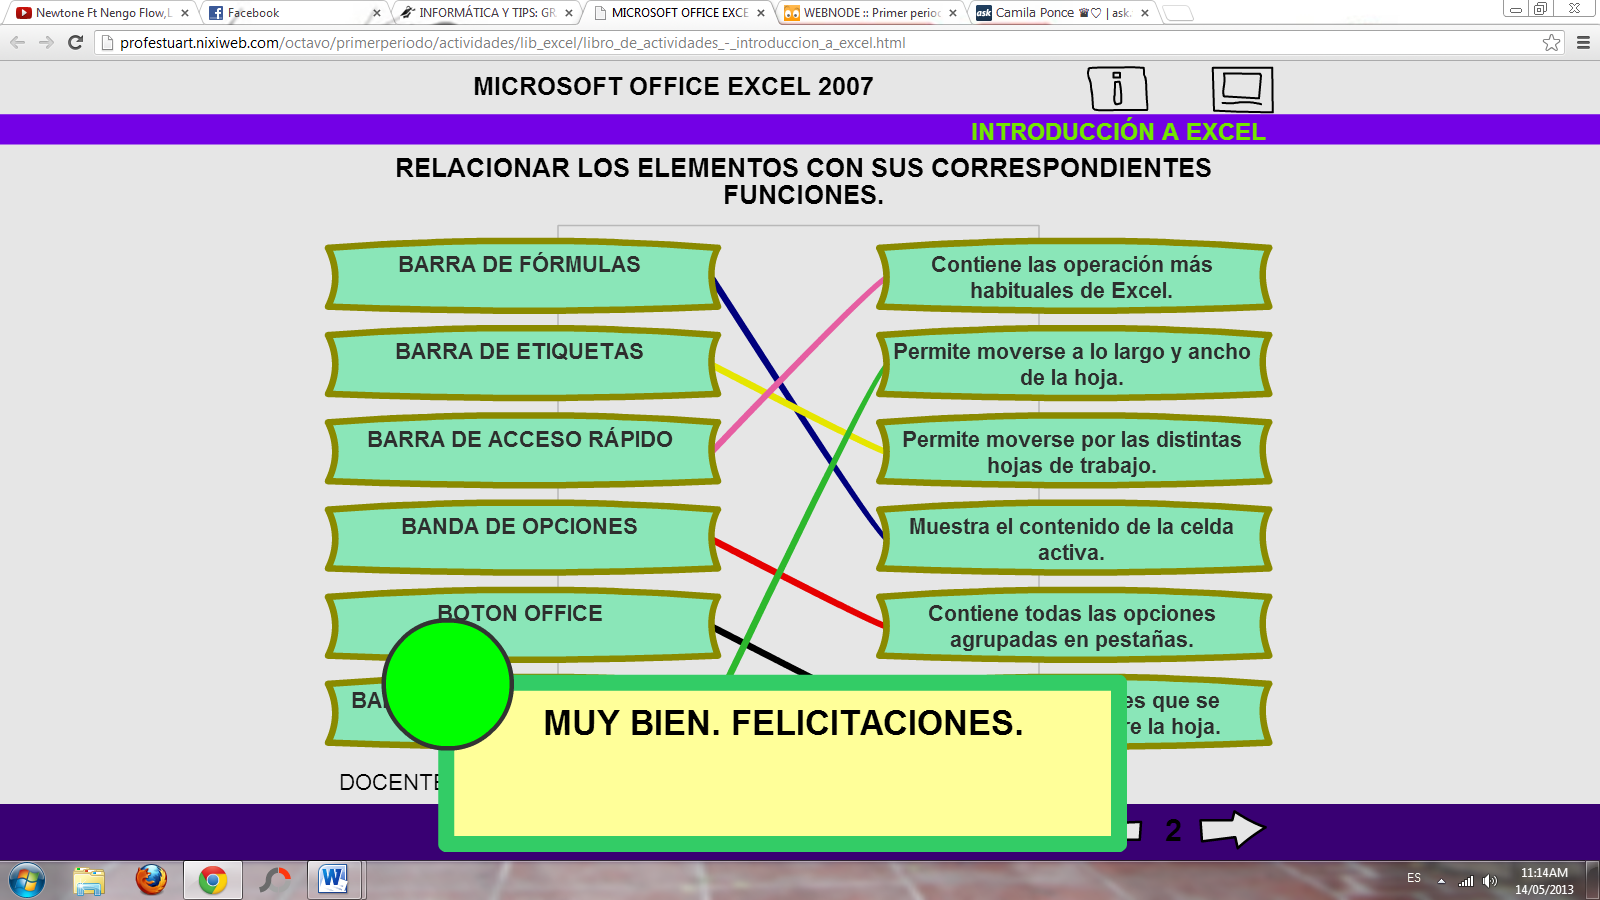 Newtone Ft Nengo Flow,L
Facebook
INFORMÁTICA Y TIPS: GR
MICROSOFT OFFICE EXCE
WEBNODE :: Primer period
ask Camila Ponce ♛♡ | ask.
profestuart.nixiweb.com/octavo/primerperiodo/actividades/lib_excel/libro_de_actividades_-_introduccion_a_excel.html
MICROSOFT OFFICE EXCEL 2007
INTRODUCCIÓN A EXCEL
RELACIONAR LOS ELEMENTOS CON SUS CORRESPONDIENTES
FUNCIONES.
BARRA DE FÓRMULAS
Contiene las operación más
habituales de Excel.
BARRA DE ETIQUETAS
Permite moverse a lo largo y ancho
de la hoja.
BARRA DE ACCESO RÁPIDO
Permite moverse por las distintas
hojas de trabajo.
BANDA DE OPCIONES
Muestra el contenido de la celda
activa.
BOTON OFFICE
Contiene todas las opciones
agrupadas en pestañas.
BA
es que se
re la hoja.
MUY BIEN. FELICITACIONES.
DOCENTE
2
ES
11:14AM
14/05/2013